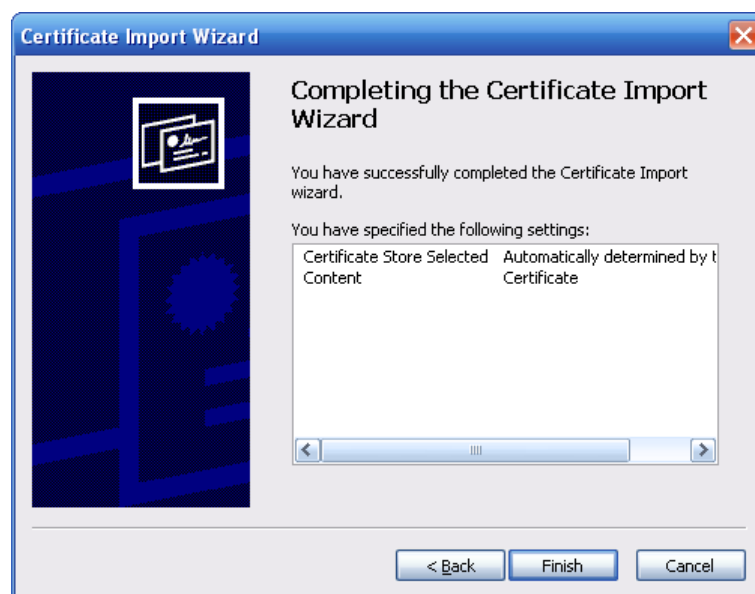 Certificate Import Wizard
Completing the Certificate Import
Wizard
You have successfully completed the Certificate Import
wizard.
You have specified the following settings:
Certificate Store Selected Automatically determined by t
Content Certificate
< Back Finish Cancel